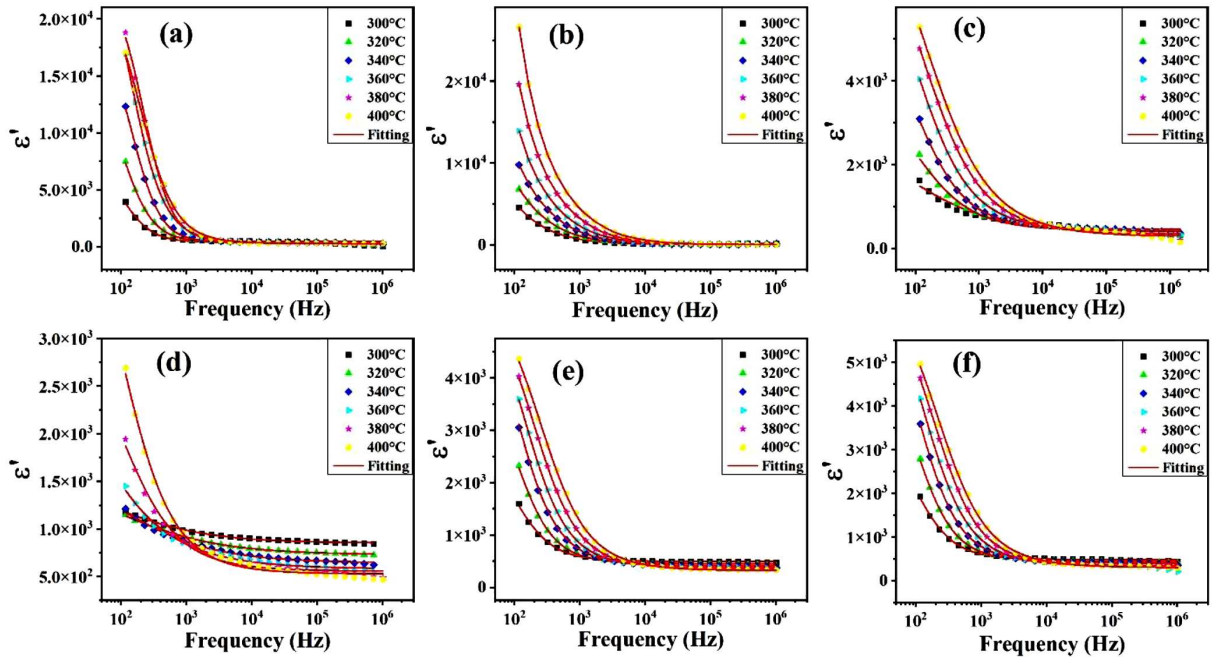 (a)
2.0×10⁴
1.5×10⁴
1.0×10⁴
5.0×10³
0.0
ε'
300°C
320°C
340°C
360°C
380°C
400°C
Fitting
10² 10³ 10⁴ 10⁵ 10⁶
Frequency (Hz)
(b)
2×10⁴
1×10⁴
0
ε'
300°C
320°C
340°C
360°C
380°C
400°C
Fitting
10² 10³ 10⁴ 10⁵ 10⁶
Frequency (Hz)
(c)
4×10³
2×10³
0.0
ε'
300°C
320°C
340°C
360°C
380°C
400°C
Fitting
10² 10³ 10⁴ 10⁵ 10⁶
Frequency (Hz)
(d)
3.0×10³
2.5×10³
2.0×10³
1.5×10³
1.0×10³
5.0×10²
ε'
300°C
320°C
340°C
360°C
380°C
400°C
Fitting
10² 10³ 10⁴ 10⁵ 10⁶
Frequency (Hz)
(e)
4×10³
3×10³
2×10³
1×10³
0
ε'
300°C
320°C
340°C
360°C
380°C
400°C
Fitting
10² 10³ 10⁴ 10⁵ 10⁶
Frequency (Hz)
(f)
5×10³
4×10³
3×10³
2×10³
1×10³
0
ε'
300°C
320°C
340°C
360°C
380°C
400°C
Fitting
10² 10³ 10⁴ 10⁵ 10⁶
Frequency (Hz)